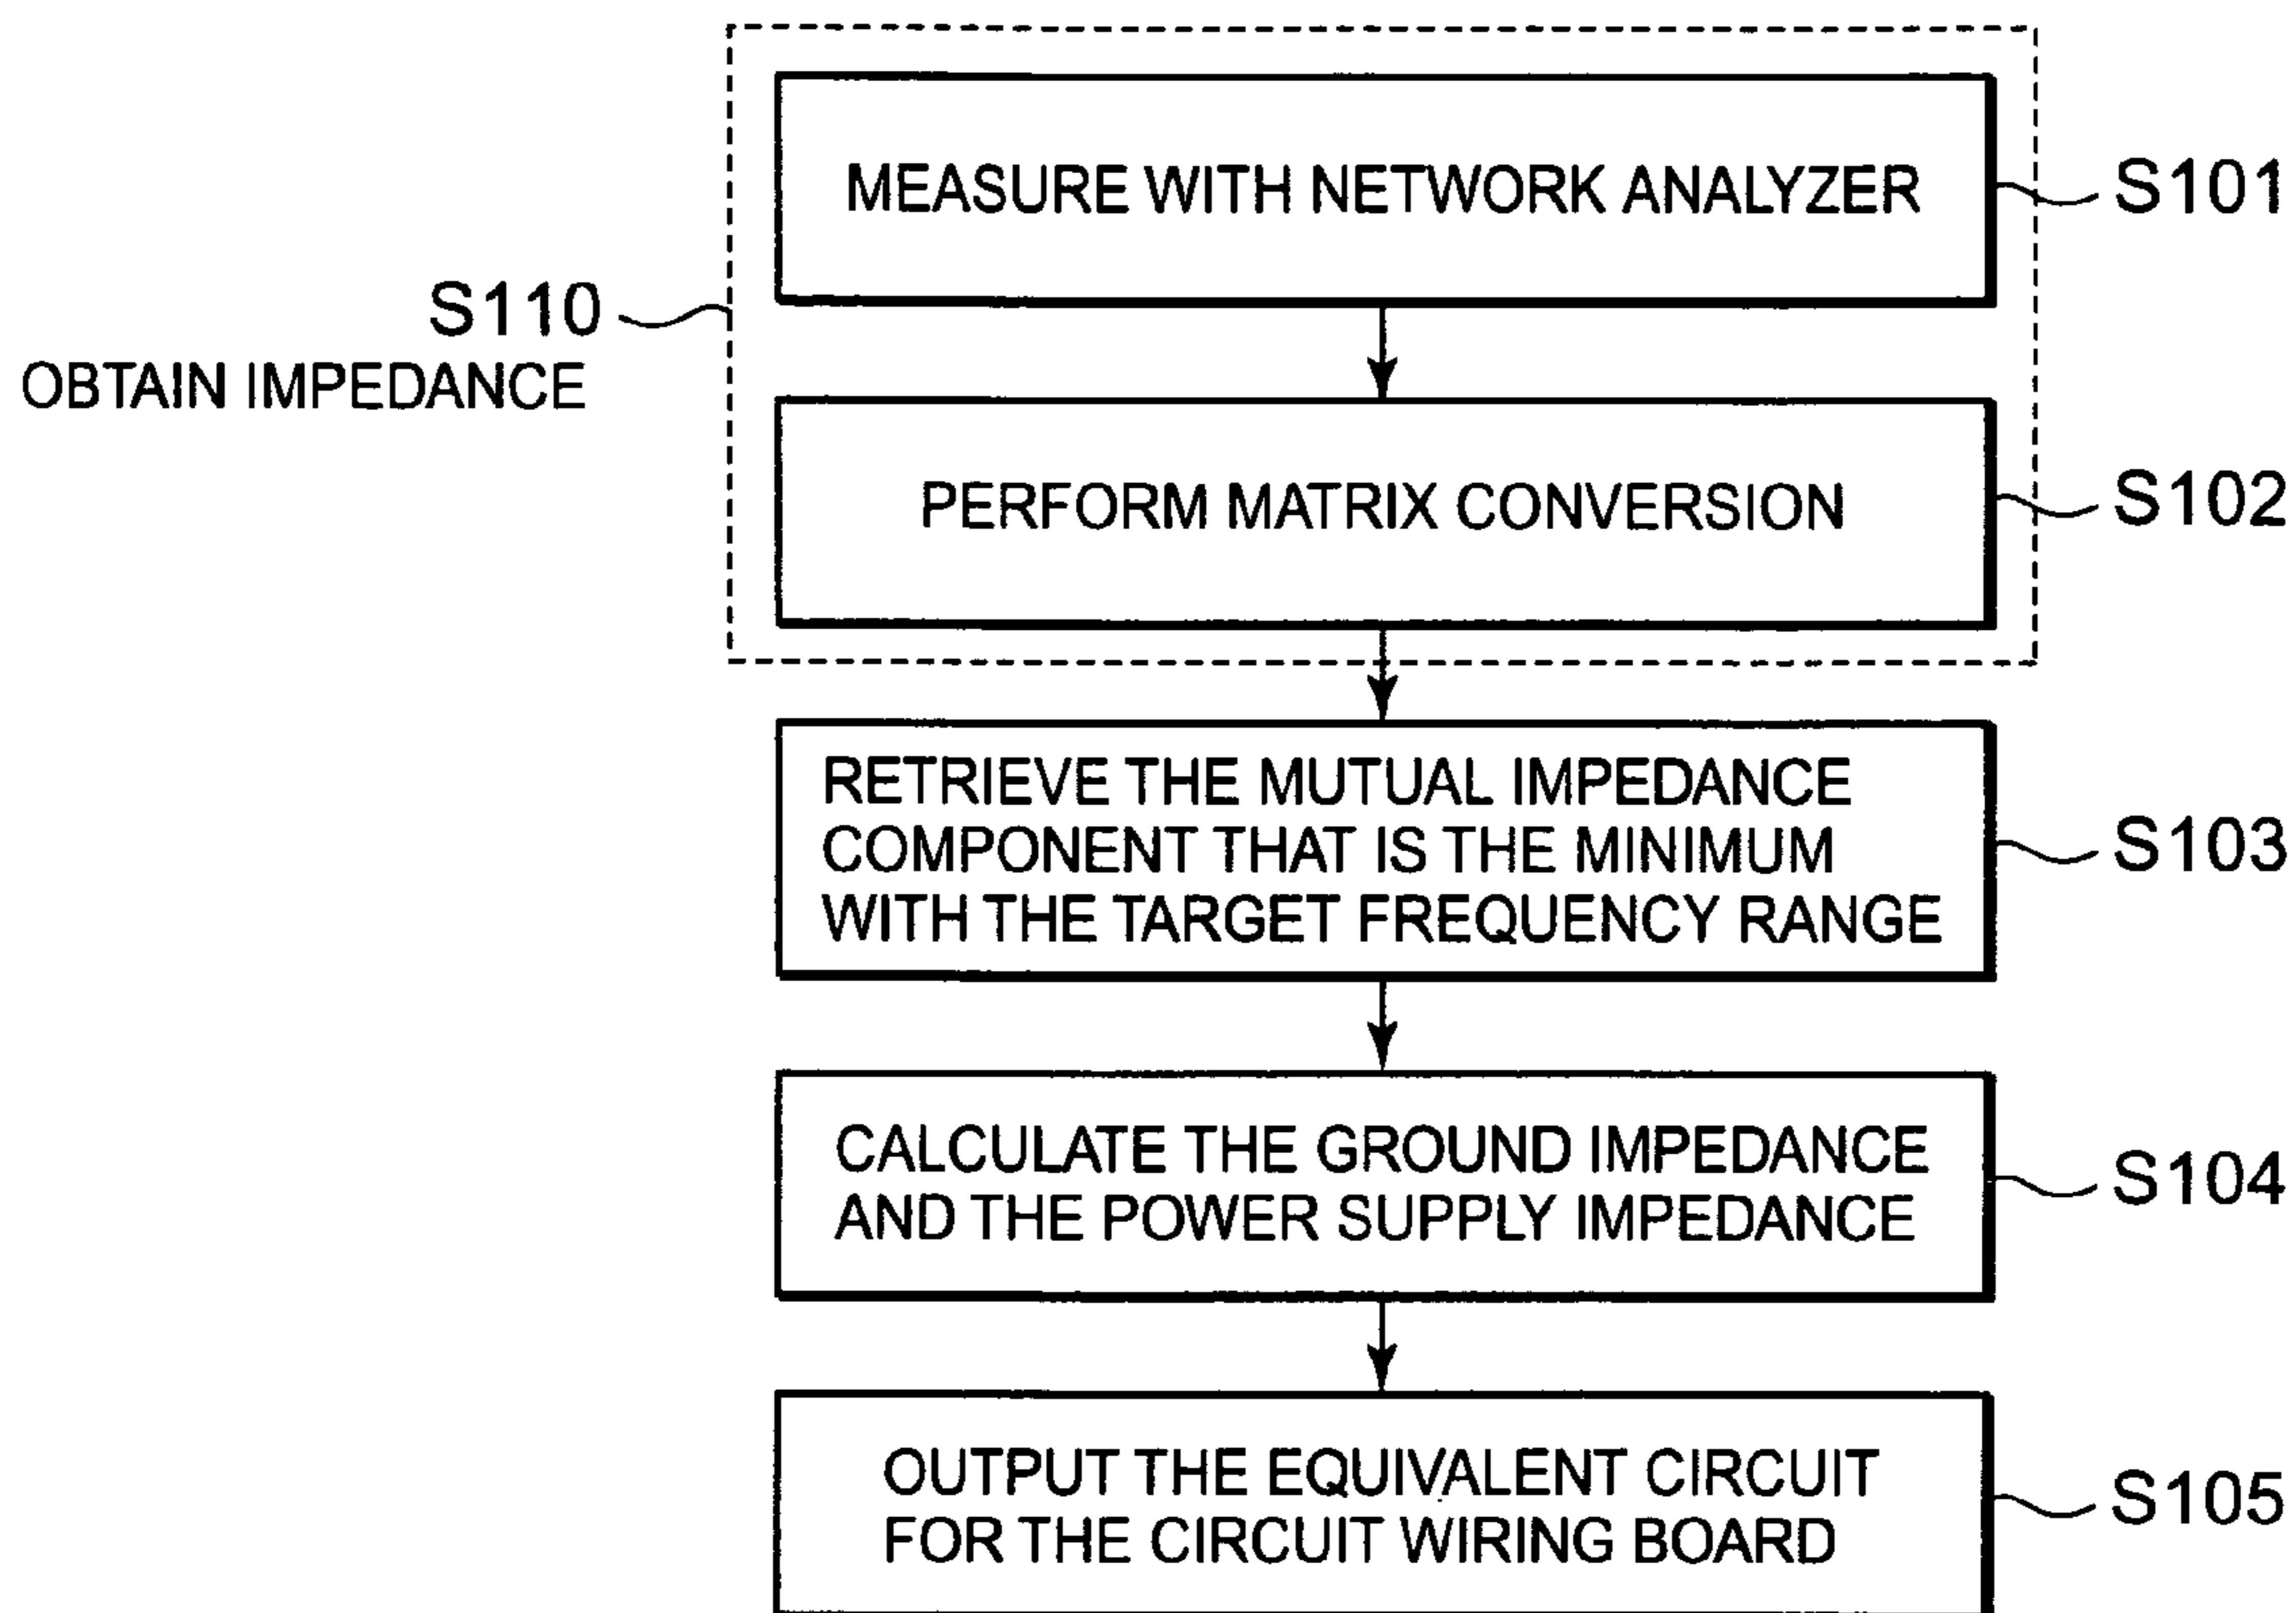 MEASURE WITH NETWORK ANALYZER
S101
S110
OBTAIN IMPEDANCE
PERFORM MATRIX CONVERSION
S102
RETRIEVE THE MUTUAL IMPEDANCE
COMPONENT THAT IS THE MINIMUM
WITH THE TARGET FREQUENCY RANGE
S103
CALCULATE THE GROUND IMPEDANCE
AND THE POWER SUPPLY IMPEDANCE
S104
OUTPUT THE EQUIVALENT CIRCUIT
FOR THE CIRCUIT WIRING BOARD
S105